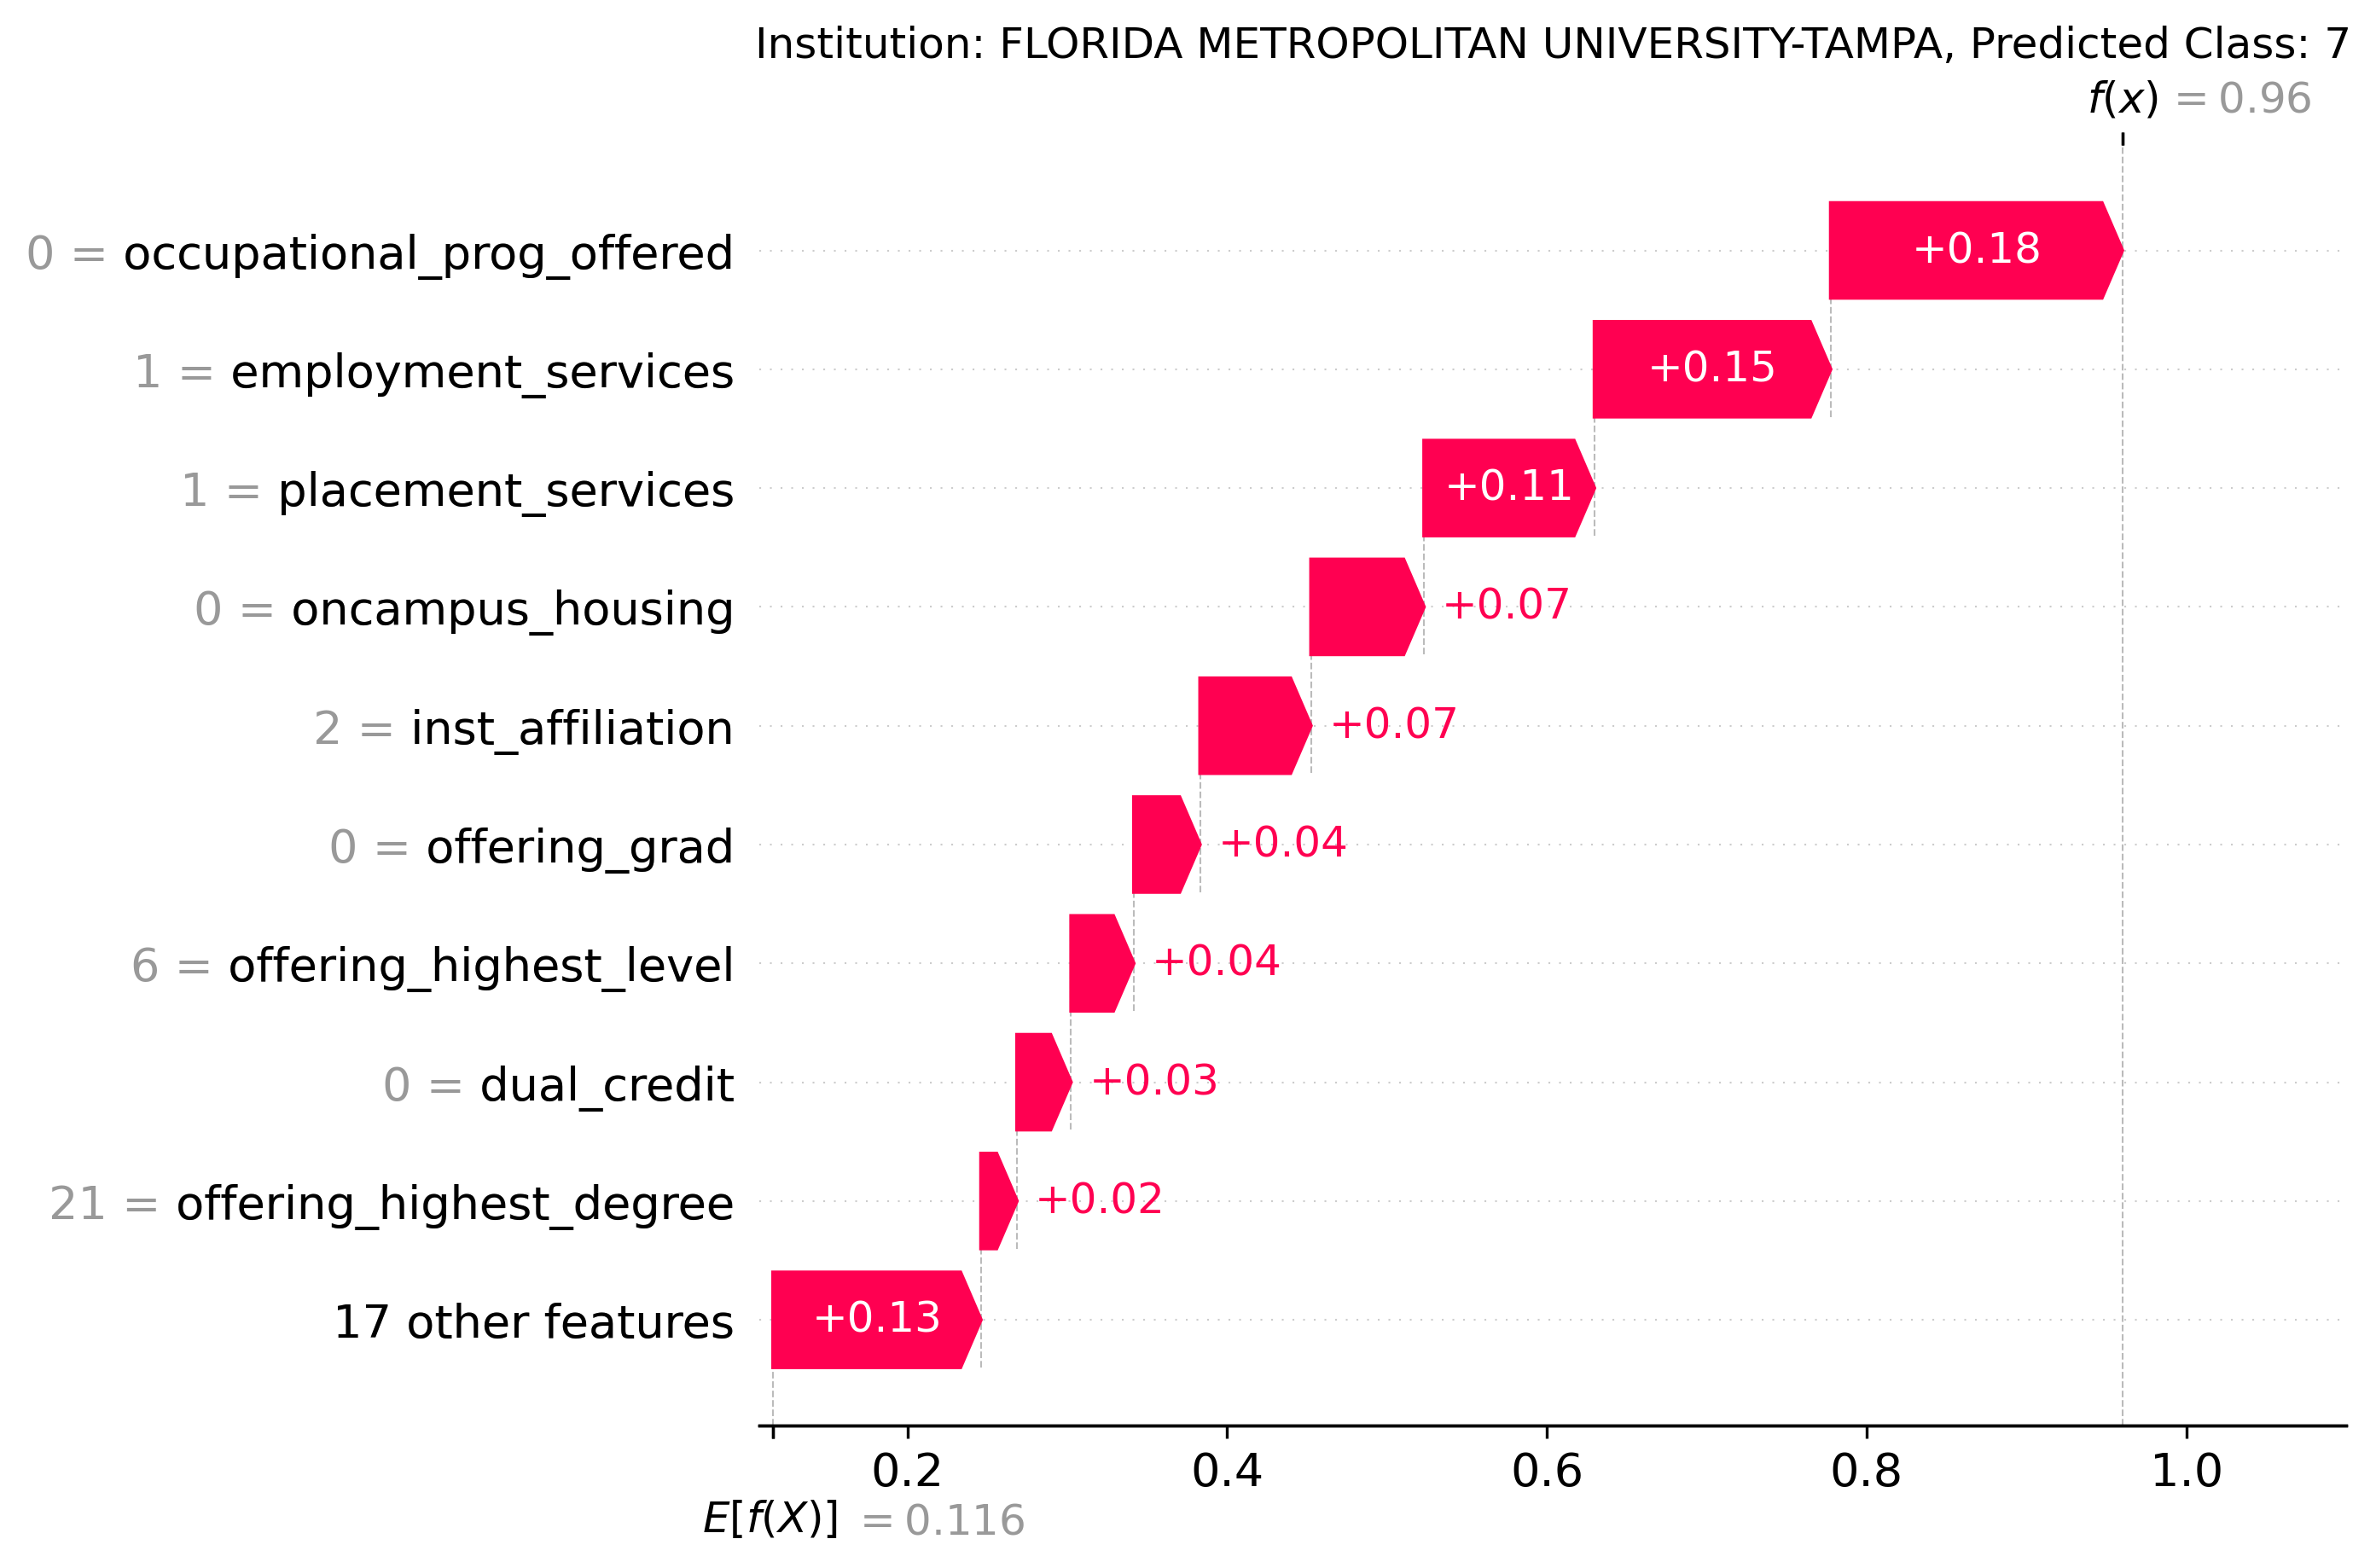 Institution: FLORIDA METROPOLITAN UNIVERSITY-TAMPA, Predicted Class: 7
f(x) = 0.96
0 = occupational_prog_offered +0.18
1 = employment_services +0.15
1 = placement_services +0.11
0 = oncampus_housing +0.07
2 = inst_affiliation +0.07
0 = offering_grad +0.04
6 = offering_highest_level +0.04
0 = dual_credit +0.03
21 = offering_highest_degree +0.02
17 other features +0.13
0.2 0.4 0.6 0.8 1.0
E[f(X)] = 0.116